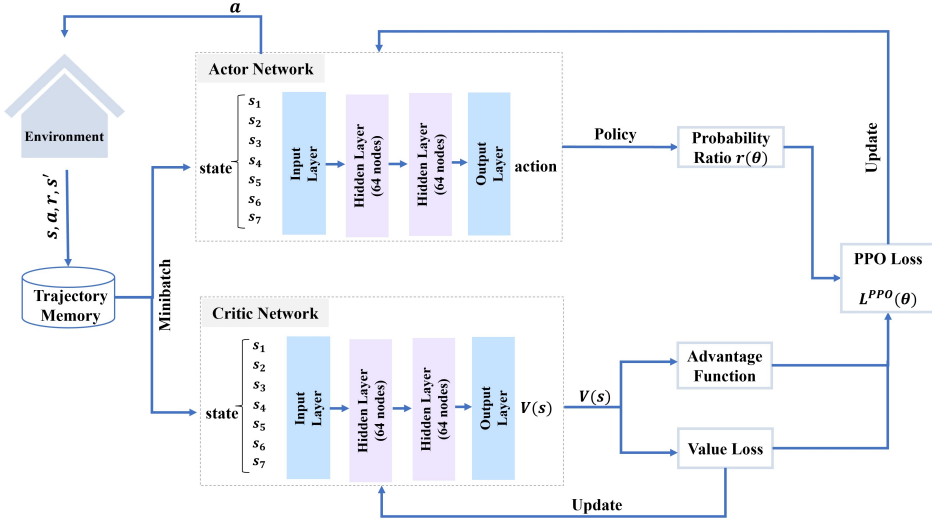 a
Environment
s, a, r, s′
Trajectory
Memory
Minibatch
Actor Network
state
s₁
s₂
s₃
s₄
s₅
s₆
s₇
Input
Layer
Hidden Layer
(64 nodes)
Hidden Layer
(64 nodes)
Output
Layer
action
Policy
Probability
Ratio r(θ)
Update
PPO Loss
L^{PPO}(θ)
Critic Network
state
s₁
s₂
s₃
s₄
s₅
s₆
s₇
Input
Layer
Hidden Layer
(64 nodes)
Hidden Layer
(64 nodes)
Output
Layer
V(s)
V(s)
Advantage
Function
Value Loss
Update